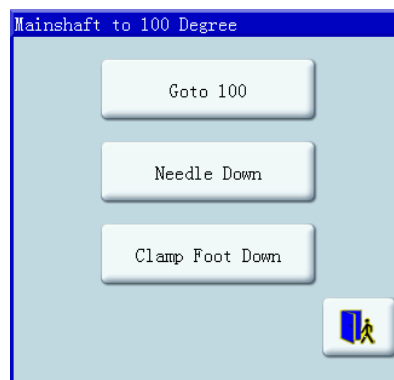 Mainshaft to 100 Degree
Goto 100
Needle Down
Clamp Foot Down